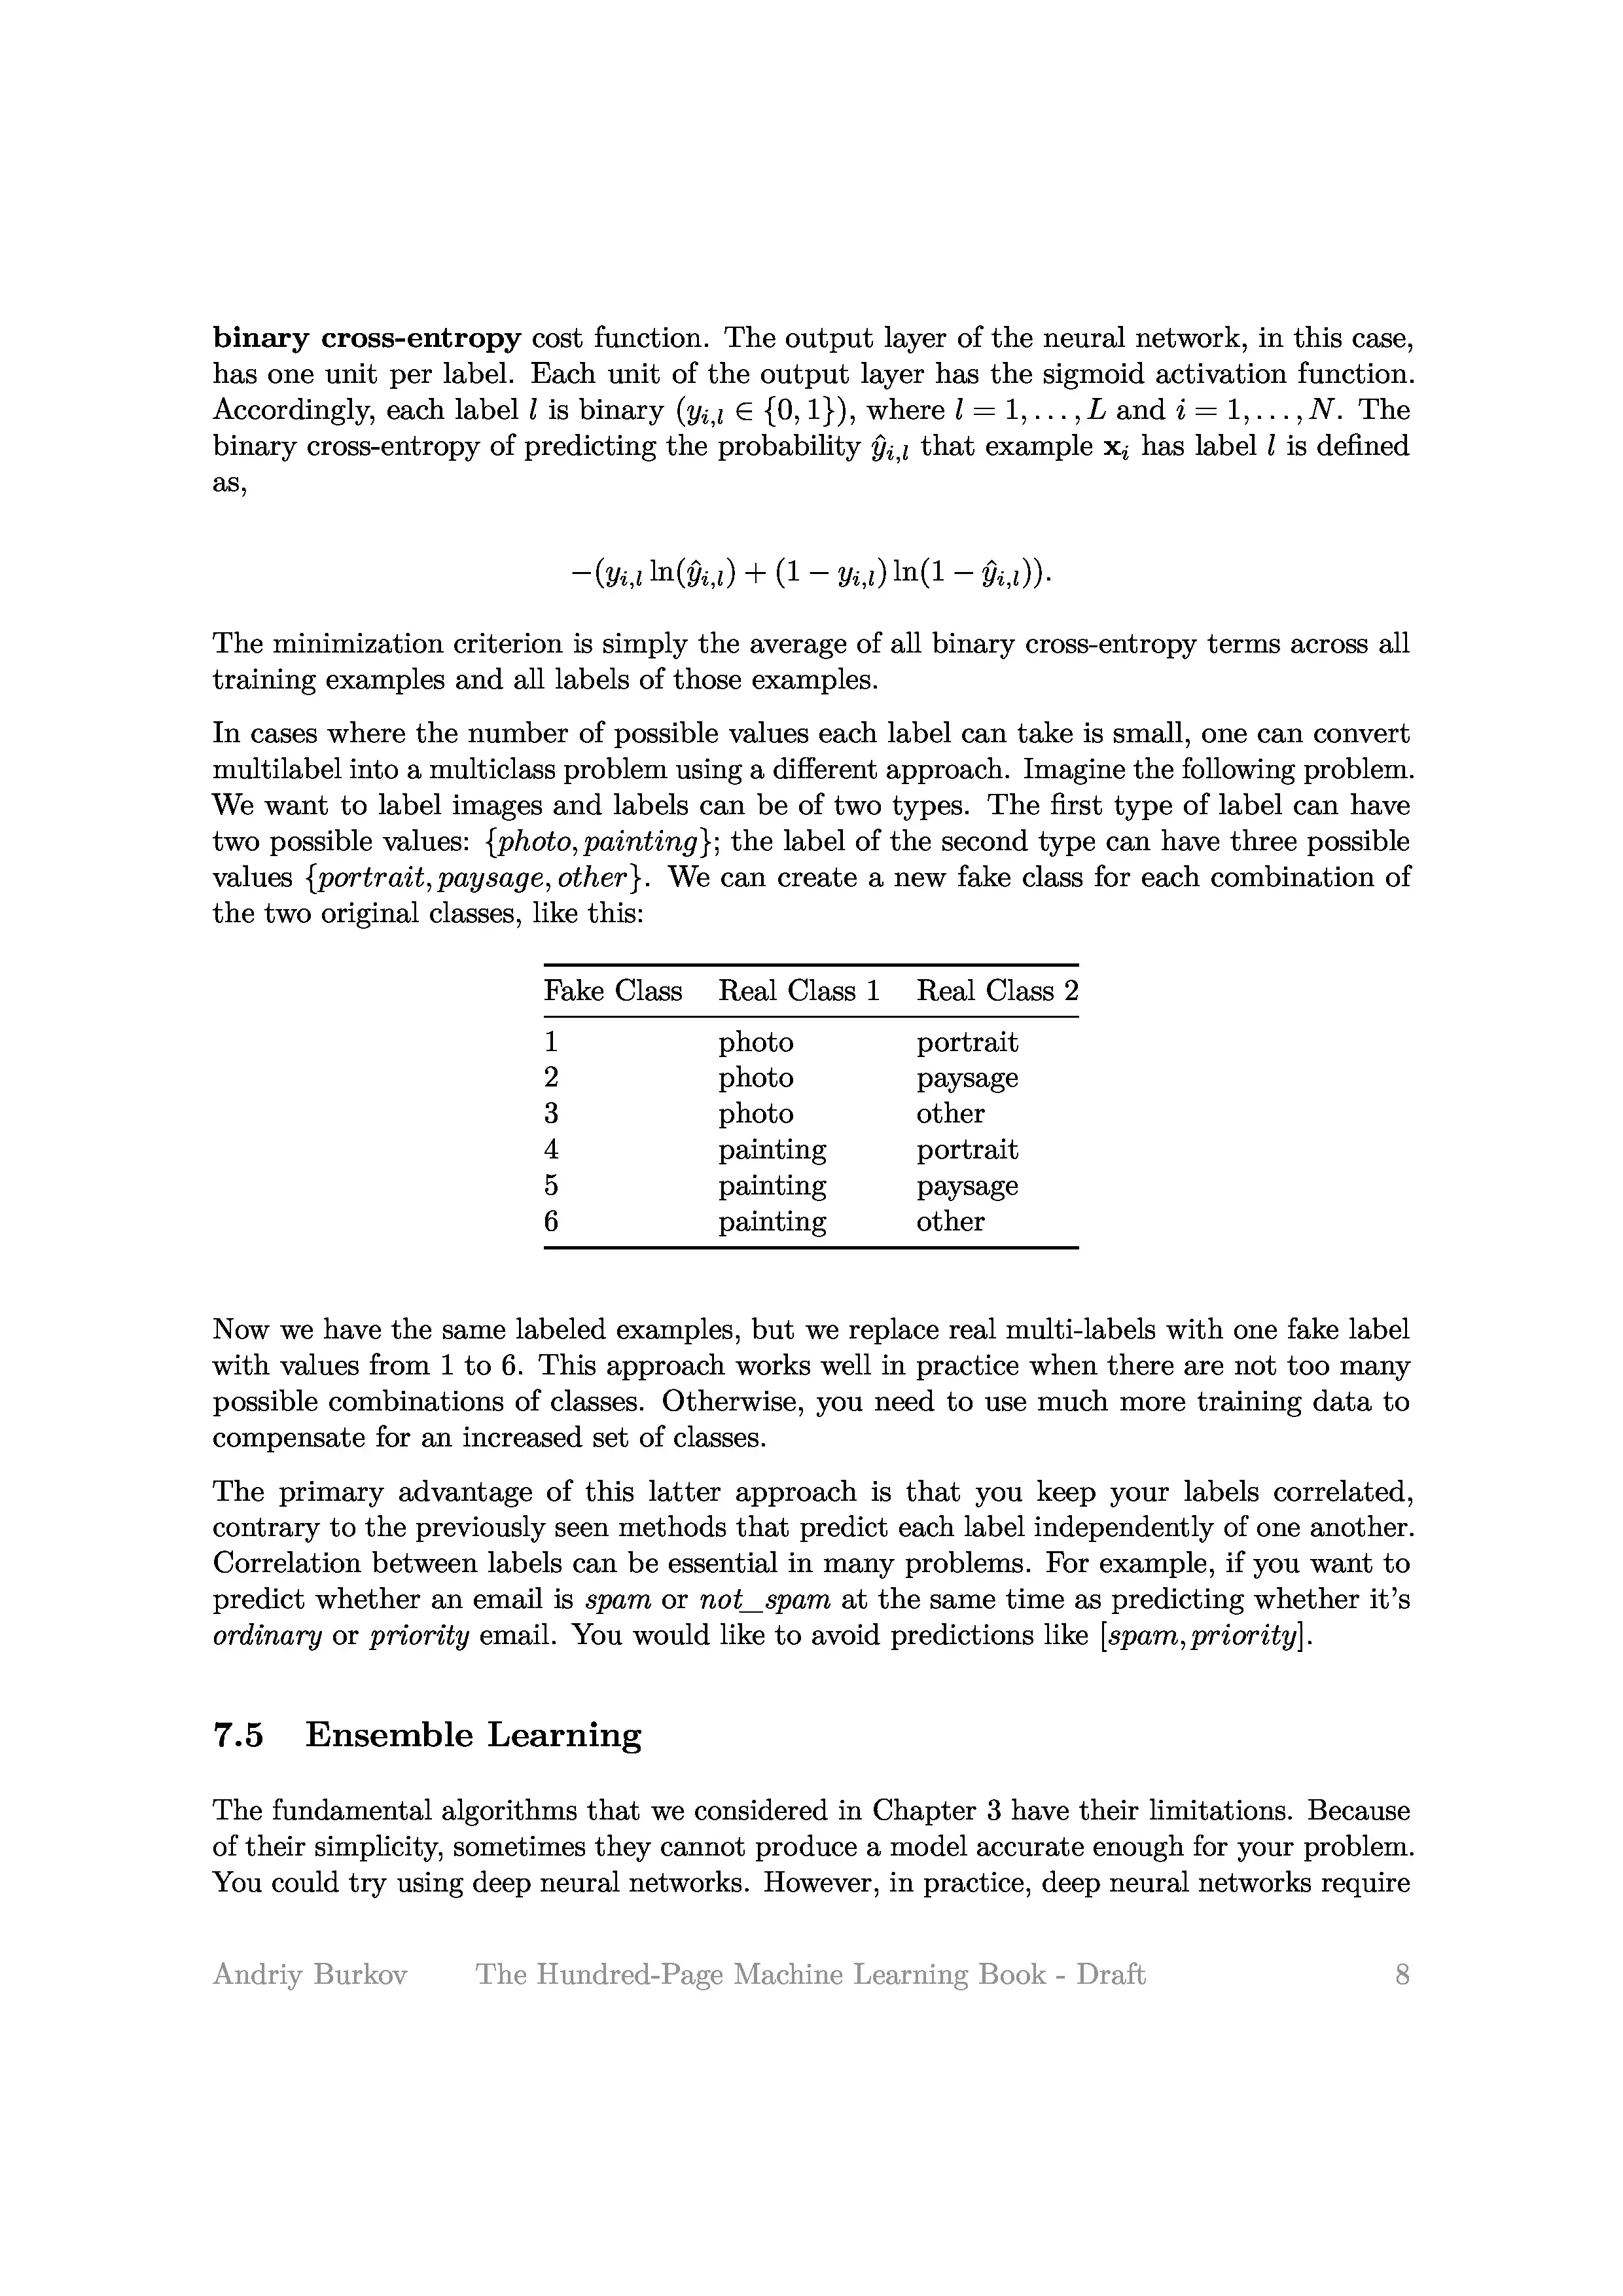 binary cross-entropy cost function. The output layer of the neural network, in this case,
has one unit per label. Each unit of the output layer has the sigmoid activation function.
Accordingly, each label l is binary (y_{i,l} ∈ {0, 1}), where l = 1, . . . , L and i = 1, . . . , N. The
binary cross-entropy of predicting the probability ŷ_{i,l} that example x_i has label l is defined
as,
−(y_{i,l} ln(ŷ_{i,l}) + (1 − y_{i,l}) ln(1 − ŷ_{i,l})).
The minimization criterion is simply the average of all binary cross-entropy terms across all
training examples and all labels of those examples.
In cases where the number of possible values each label can take is small, one can convert
multilabel into a multiclass problem using a different approach. Imagine the following problem.
We want to label images and labels can be of two types. The first type of label can have
two possible values: {photo, painting}; the label of the second type can have three possible
values {portrait, paysage, other}. We can create a new fake class for each combination of
the two original classes, like this:
Fake Class Real Class 1 Real Class 2
1 photo portrait
2 photo paysage
3 photo other
4 painting portrait
5 painting paysage
6 painting other
Now we have the same labeled examples, but we replace real multi-labels with one fake label
with values from 1 to 6. This approach works well in practice when there are not too many
possible combinations of classes. Otherwise, you need to use much more training data to
compensate for an increased set of classes.
The primary advantage of this latter approach is that you keep your labels correlated,
contrary to the previously seen methods that predict each label independently of one another.
Correlation between labels can be essential in many problems. For example, if you want to
predict whether an email is spam or not_spam at the same time as predicting whether it's
ordinary or priority email. You would like to avoid predictions like [spam, priority].
7.5 Ensemble Learning
The fundamental algorithms that we considered in Chapter 3 have their limitations. Because
of their simplicity, sometimes they cannot produce a model accurate enough for your problem.
You could try using deep neural networks. However, in practice, deep neural networks require
Andriy Burkov The Hundred-Page Machine Learning Book - Draft 8